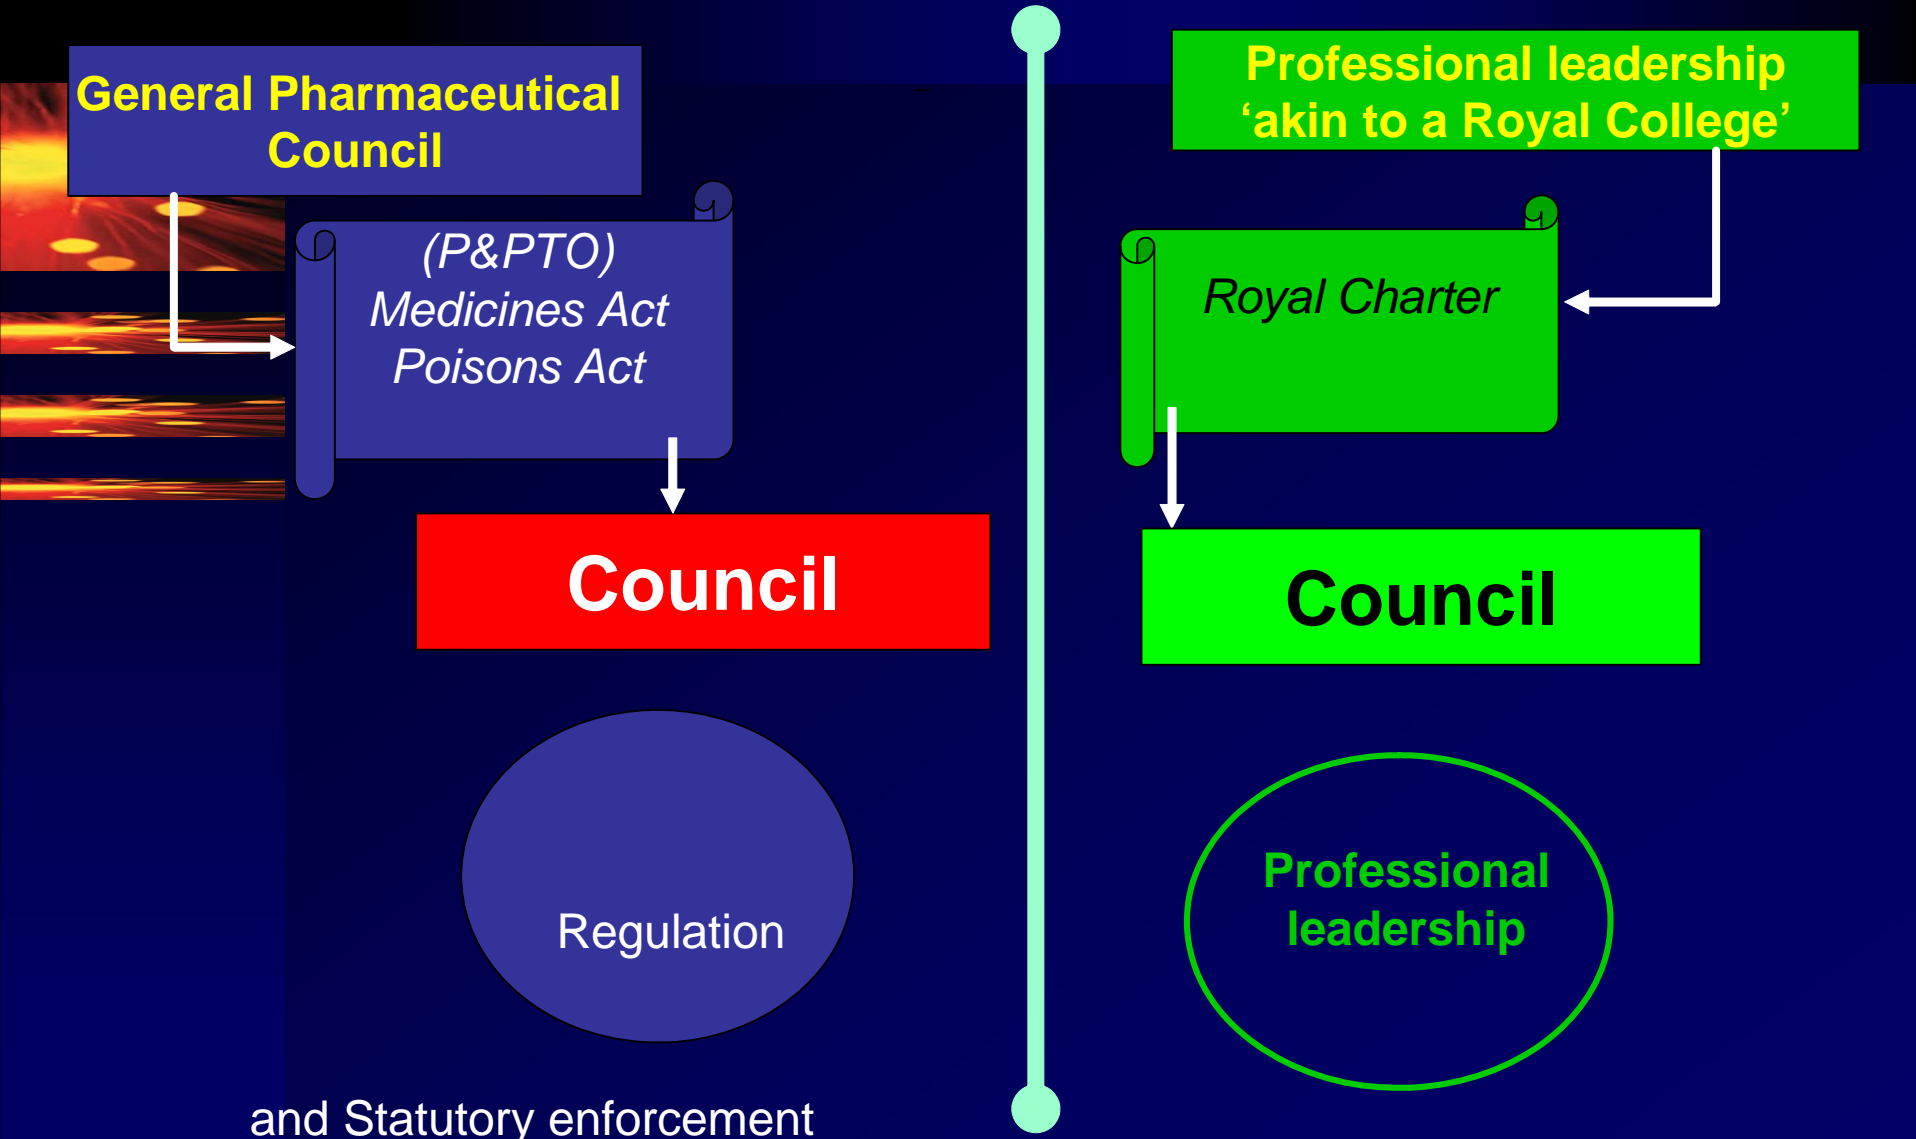 General Pharmaceutical
Council
(P&PTO)
Medicines Act
Poisons Act
Council
Regulation
and Statutory enforcement
Professional leadership
‘akin to a Royal College’
Royal Charter
Council
Professional
leadership